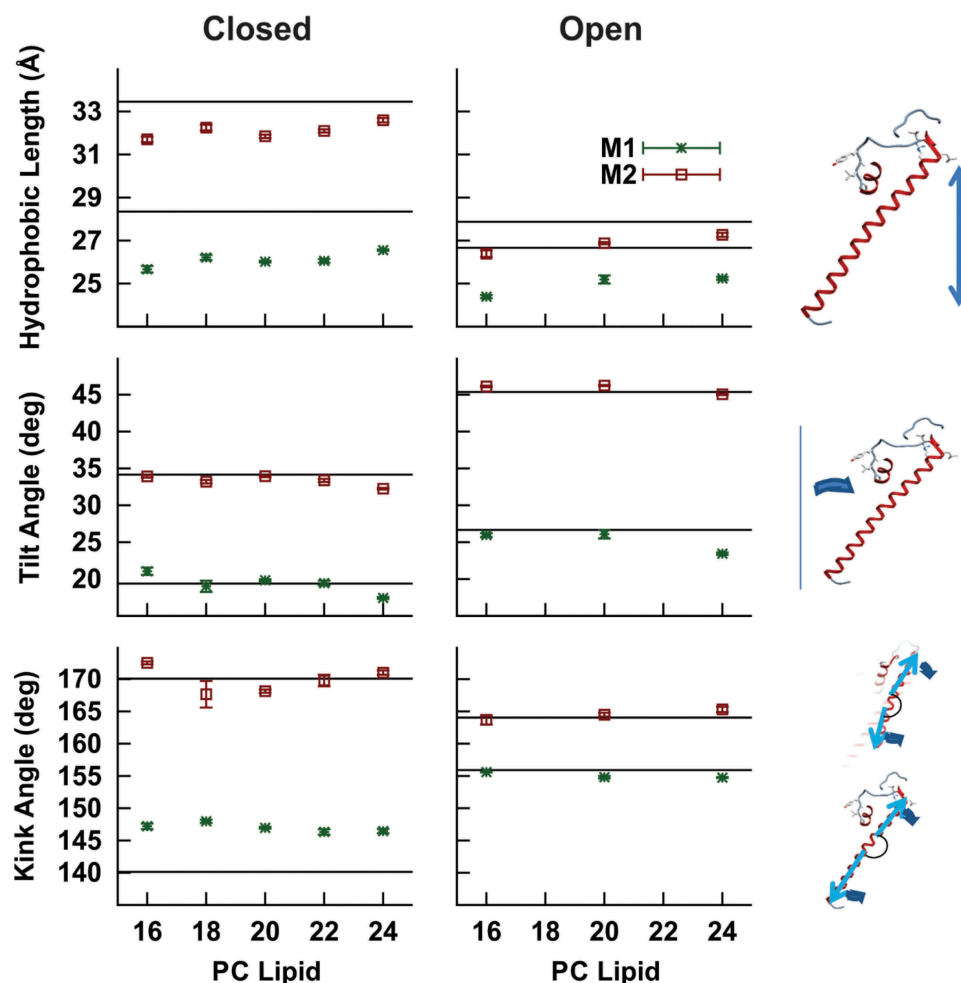 Closed
Open
Hydrophobic Length (Å)
33
31
29
27
25
M1
M2
Tilt Angle (deg)
45
40
35
30
25
20
Kink Angle (deg)
170
165
160
155
150
145
140
16 18 20 22 24
16 18 20 22 24
PC Lipid
PC Lipid